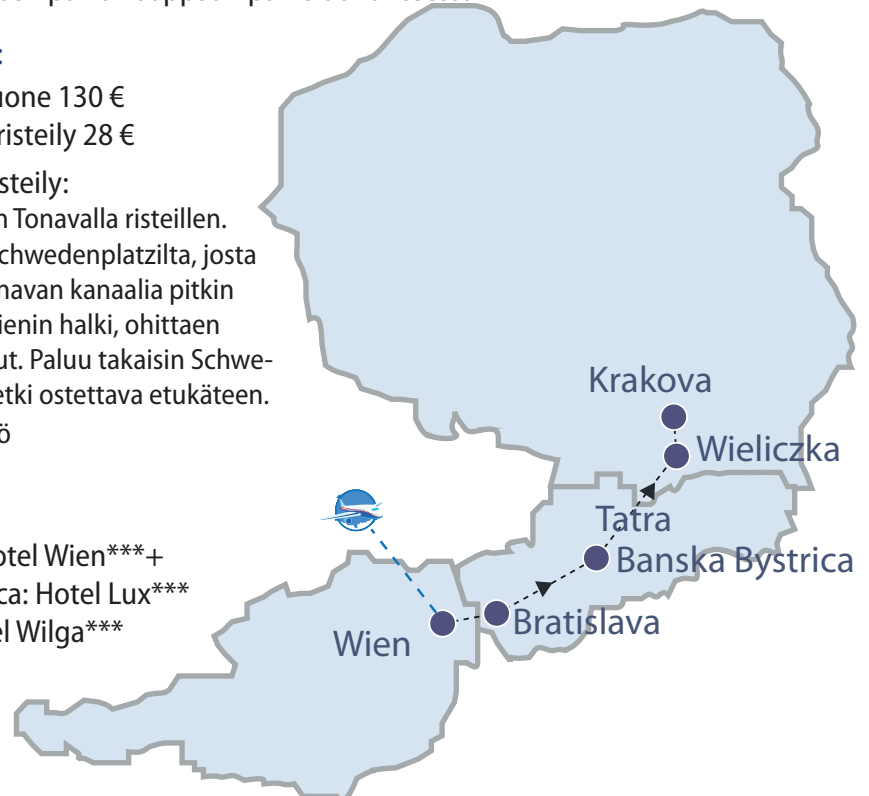 :
uone 130 €
risteily 28 €
steily:
n Tonavalla risteillen.
chwedenplatzilta, josta
navan kanaalia pitkin
ienin halki, ohittaen
ut. Paluu takaisin Schwe-
etki ostettava etukäteen.
ö
otel Wien***+
ca: Hotel Lux***
el Wilga***
Krakova
Wieliczka
Tatra
Banska Bystrica
Bratislava
Wien